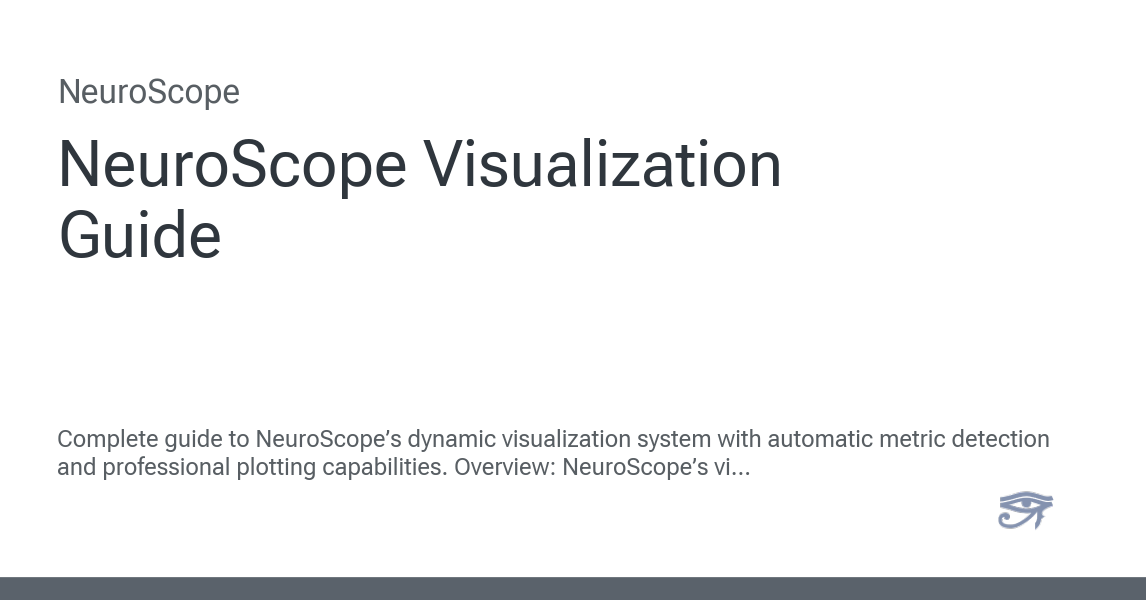 NeuroScope
NeuroScope Visualization
Guide
Complete guide to NeuroScope’s dynamic visualization system with automatic metric detection
and professional plotting capabilities. Overview: NeuroScope’s vi...